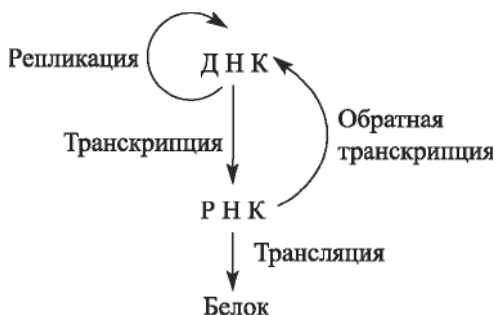 Репликация
Д Н К
Транскрипция
Обратная
транскрипция
Р Н К
Трансляция
Белок